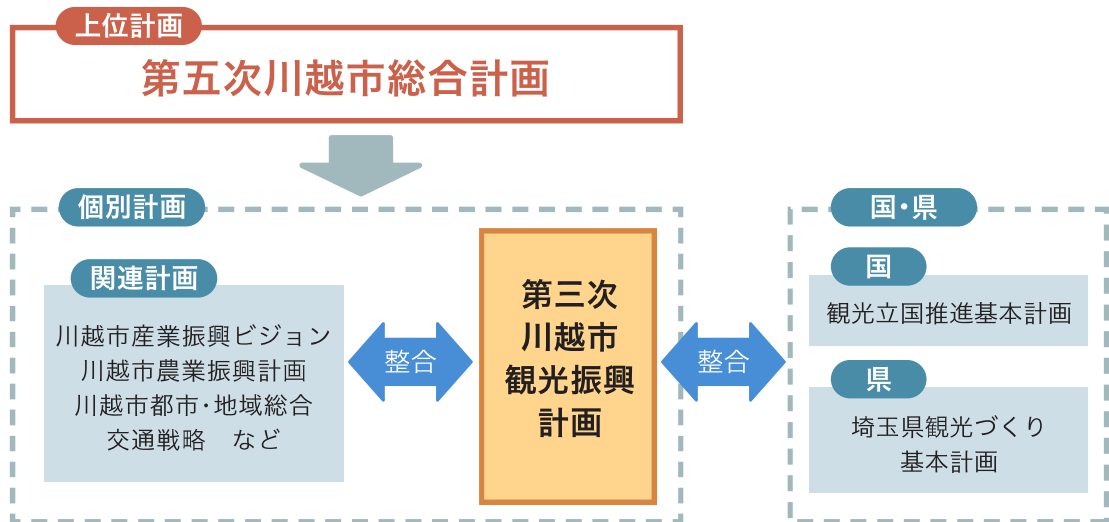 上位計画
第五次川越市総合計画
個別計画
関連計画
川越市産業振興ビジョン
川越市農業振興計画
川越市都市・地域総合
交通戦略　など
整合
第三次
川越市
観光振興
計画
整合
国・県
国
観光立国推進基本計画
県
埼玉県観光づくり
基本計画